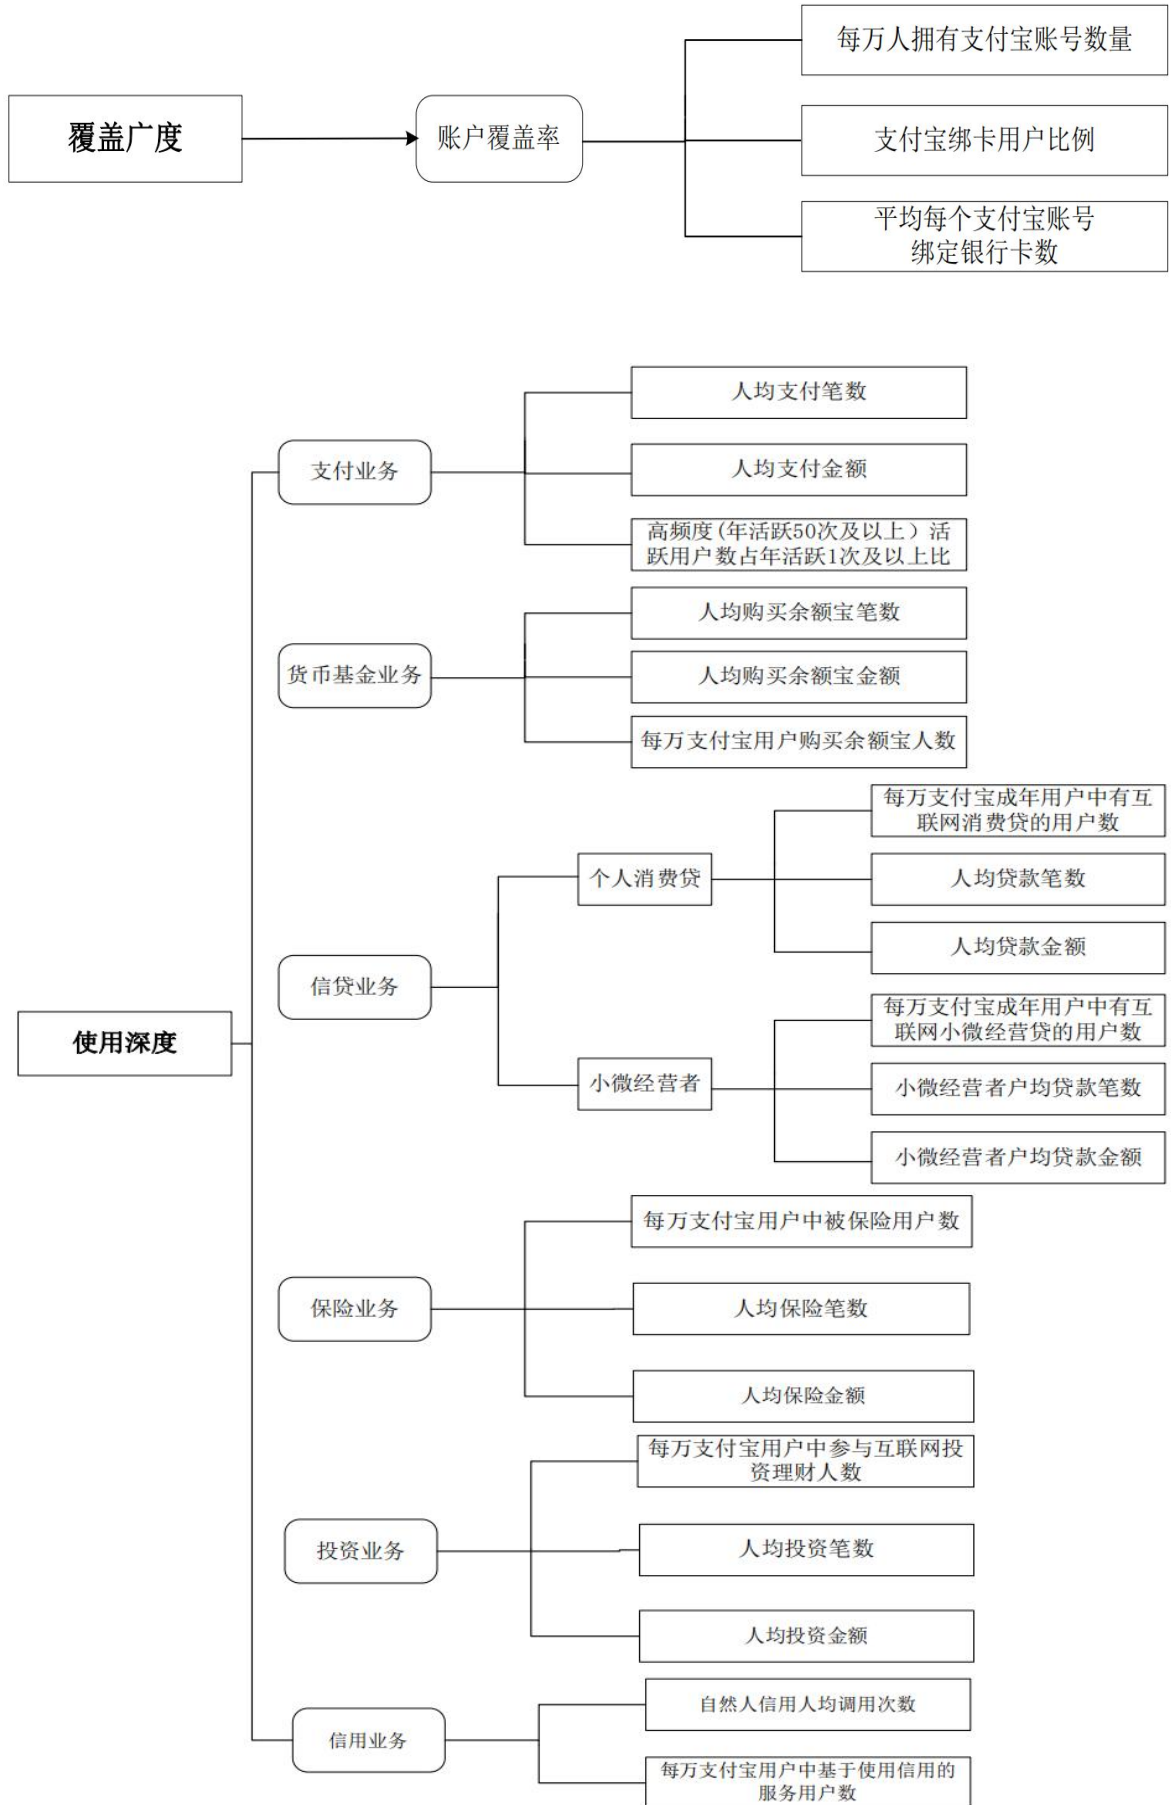 每万人拥有支付宝账号数量
覆盖广度
账户覆盖率
支付宝绑卡用户比例
平均每个支付宝账号
绑定银行卡数
人均支付笔数
支付业务
人均支付金额
高频度(年活跃50次及以上）活
跃用户数占年活跃1次及以上比
人均购买余额宝笔数
货币基金业务
人均购买余额宝金额
每万支付宝用户购买余额宝人数
每万支付宝成年用户中有互
联网消费贷的用户数
个人消费贷
人均贷款笔数
人均贷款金额
信贷业务
每万支付宝成年用户中有互
联网小微经营贷的用户数
使用深度
小微经营者
小微经营者户均贷款笔数
小微经营者户均贷款金额
每万支付宝用户中被保险用户数
保险业务
人均保险笔数
人均保险金额
每万支付宝用户中参与互联网投
资理财人数
投资业务
人均投资笔数
人均投资金额
自然人信用人均调用次数
信用业务
每万支付宝用户中基于使用信用的
服务用户数